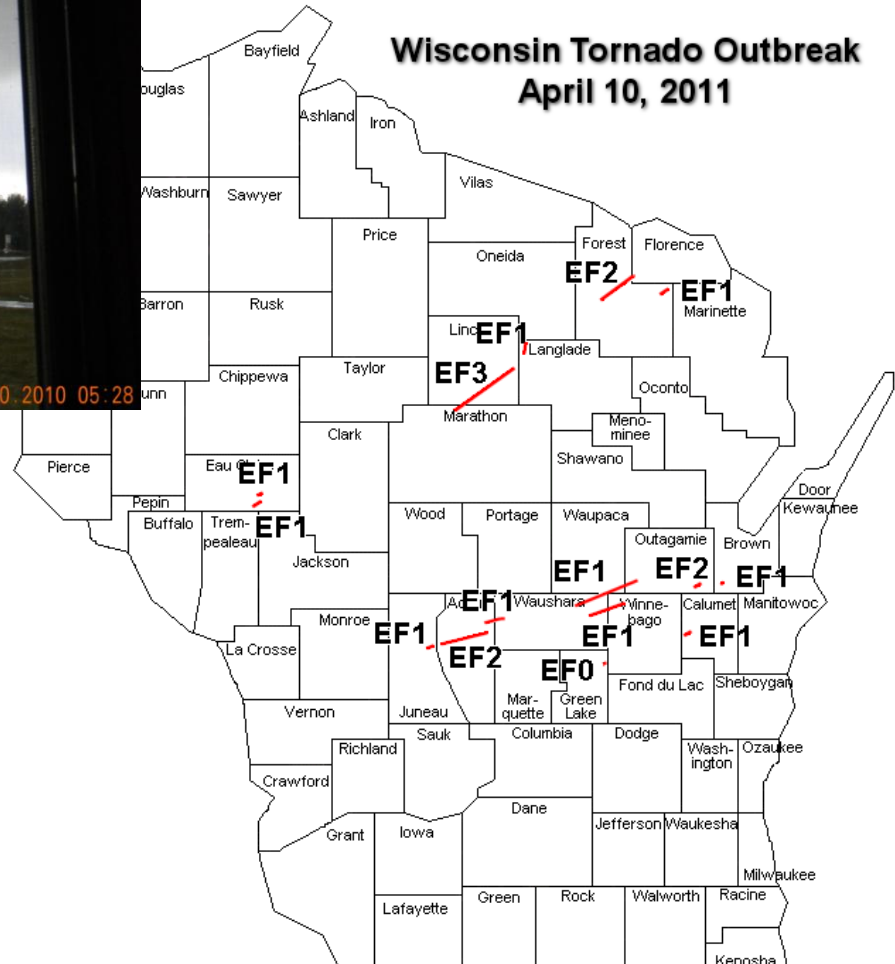 Wisconsin Tornado Outbreak
April 10, 2011
Bayfield
ouglas
Ashland
Iron
Vilas
Washburn
Sawyer
Price
Oneida
Forest
Florence
EF2
EF1
Marinette
Barron
Rusk
Linc
EF1
Langlade
Taylor
EF3
Chippewa
0.2010 05:28
unn
Oconto
Marathon
Clark
Meno-
minee
Shawano
Pierce
Eau
EF1
Pepin
Buffalo
Trem-
pealeau
EF1
Wood
Portage
Waupaca
Door
Kewaunee
Outagamie
Brown
Jackson
EF1
EF2
EF1
EF1
Waushara
Winne-
bago
Calumet
Manitowoc
Monroe
EF1
EF1
EF1
La Crosse
EF2
EF0
Fond du Lac
Sheboygan
Vernon
Juneau
Mar-
quette
Green
Lake
Sauk
Columbia
Dodge
Richland
Wash-
ington
Ozaukee
Crawford
Dane
Jefferson
Waukesha
Grant
Iowa
Milwaukee
Lafayette
Green
Rock
Walworth
Racine
Kenosha